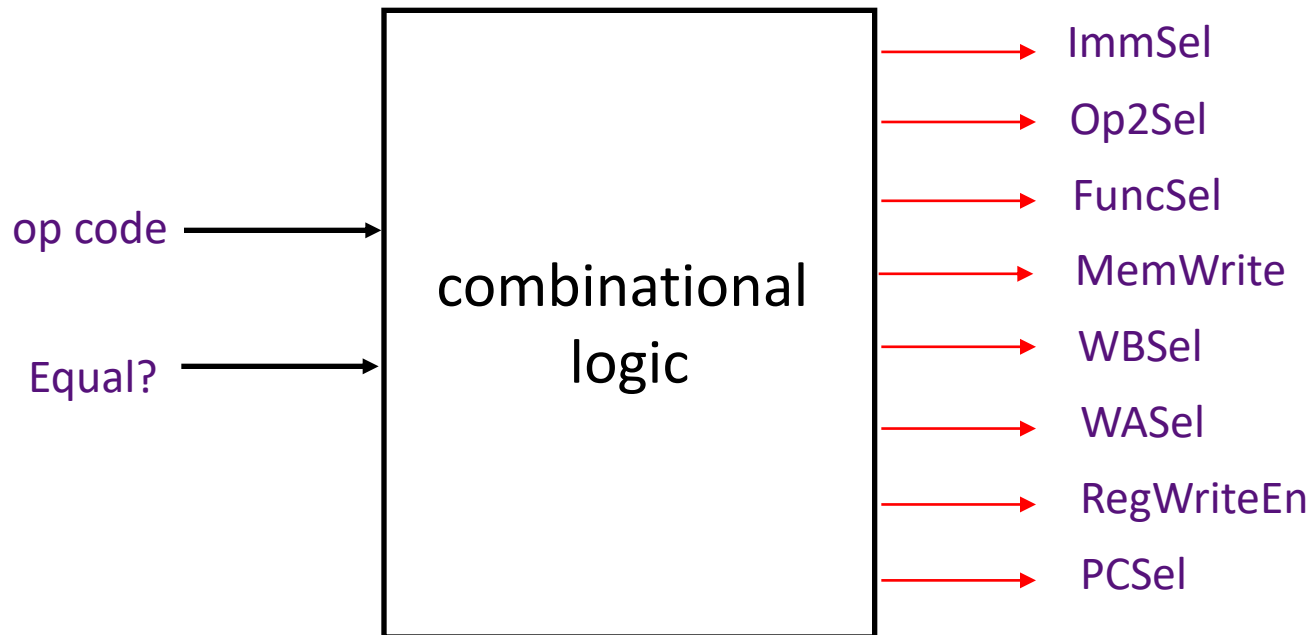 op code
Equal?
combinational
logic
ImmSel
Op2Sel
FuncSel
MemWrite
WBSel
WASel
RegWriteEn
PCSel